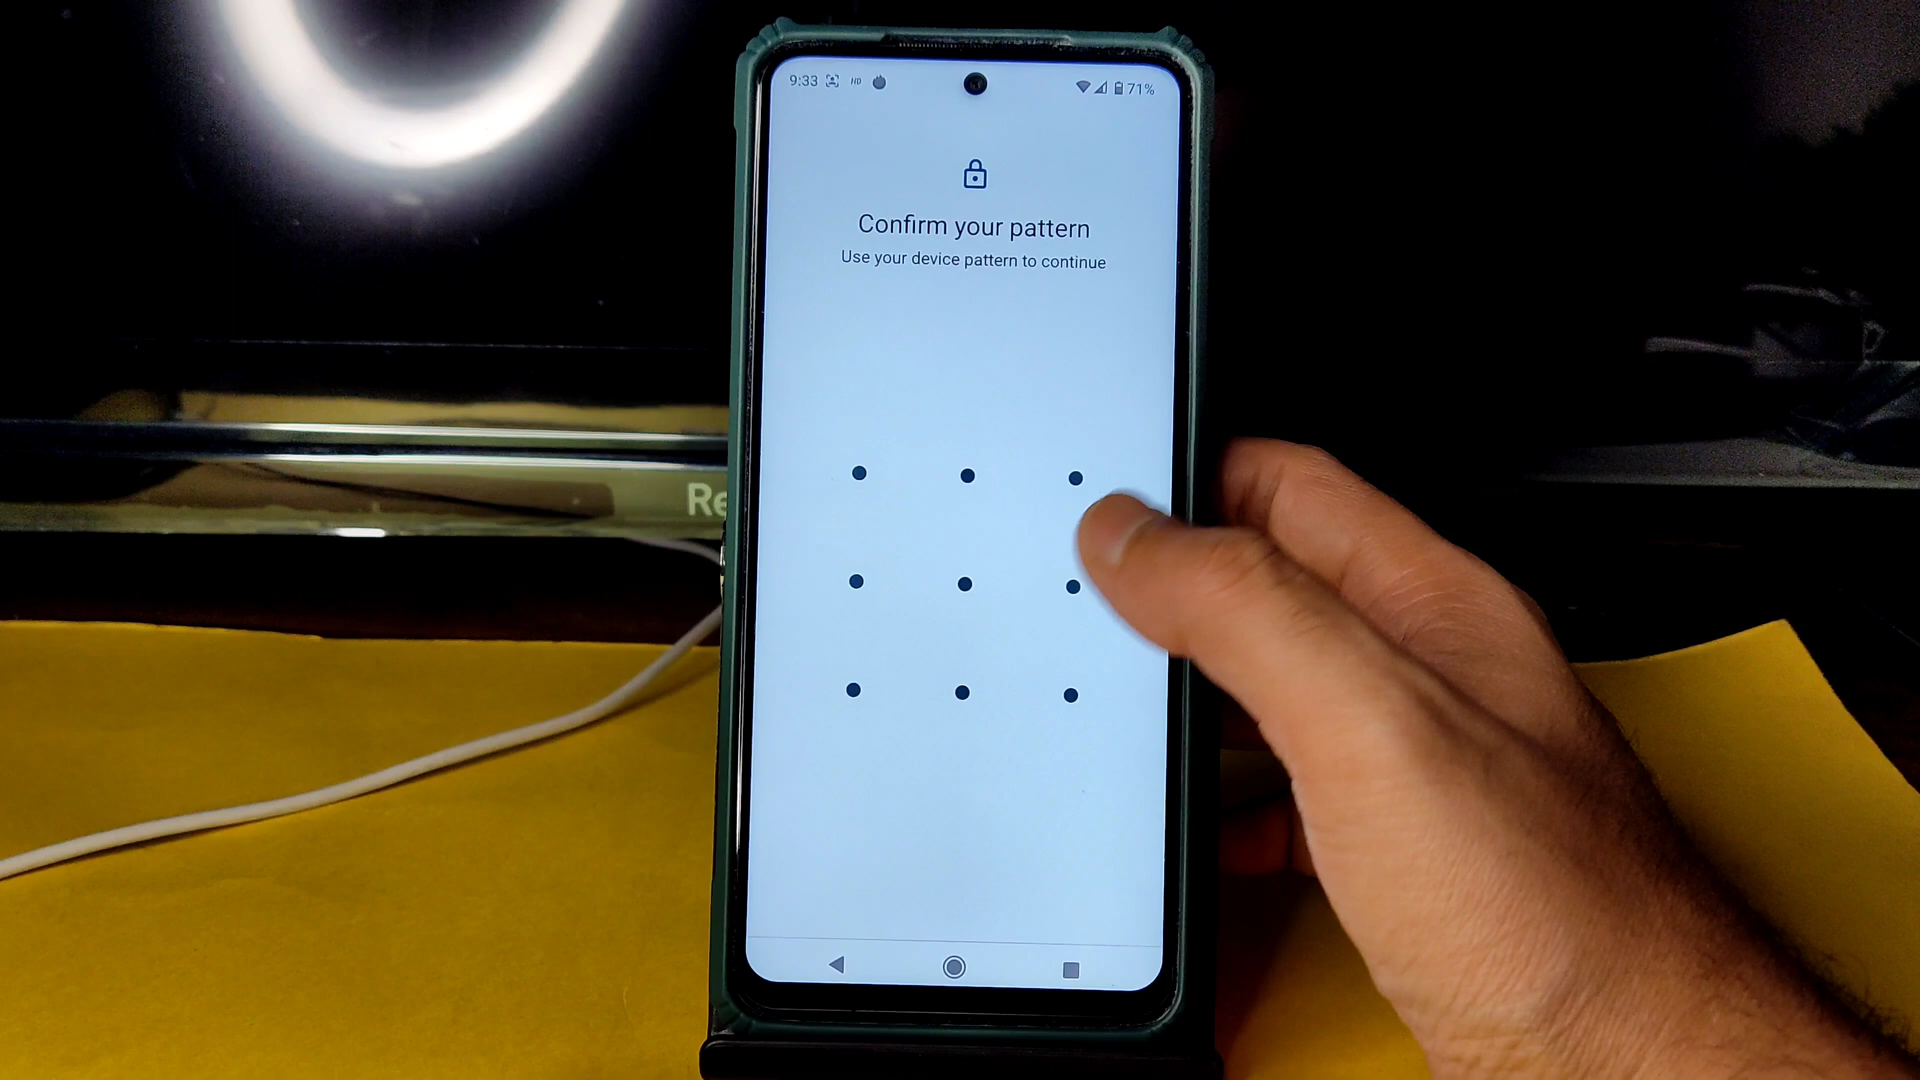 9:33 HD 71%
Confirm your pattern
Use your device pattern to continue
Re